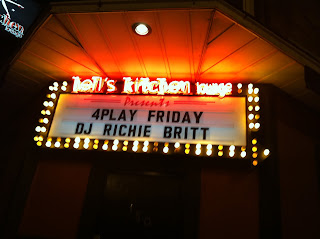 hell's kitchen lounge
Presents
4PLAY FRIDAY
DJ RICHIE BRITT